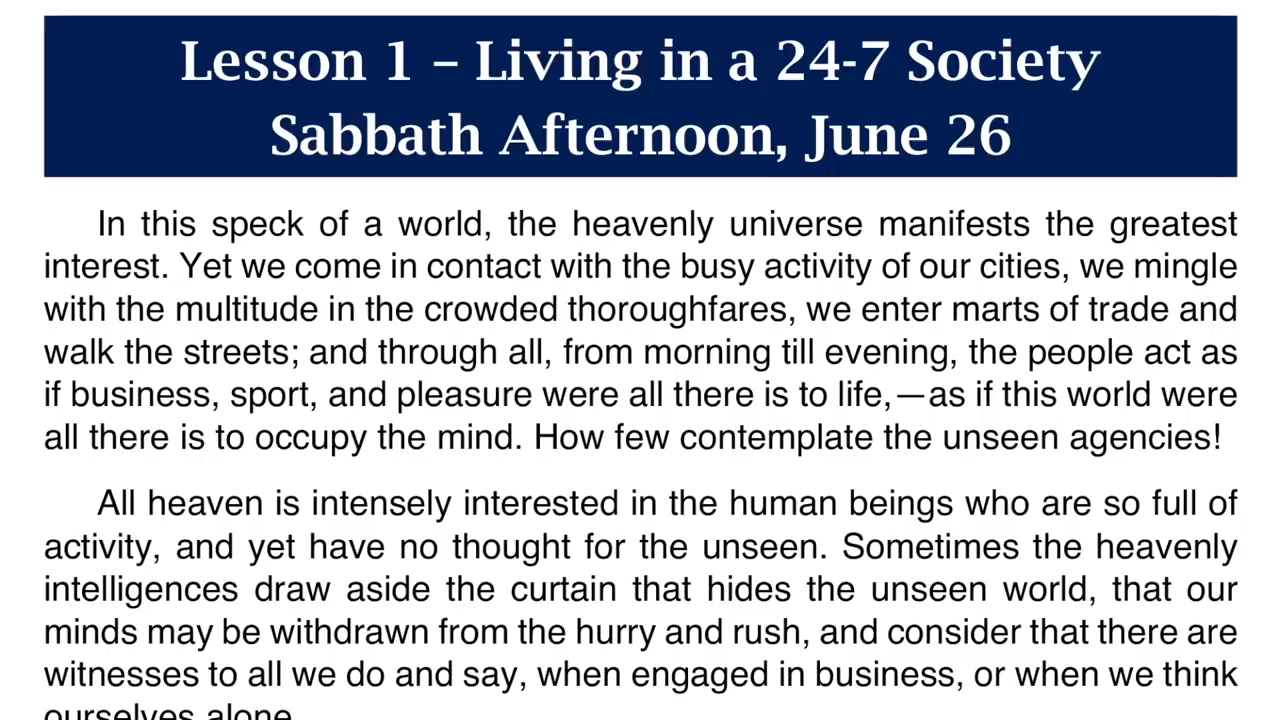 Lesson 1 – Living in a 24-7 Society
Sabbath Afternoon, June 26
In this speck of a world, the heavenly universe manifests the greatest
interest. Yet we come in contact with the busy activity of our cities, we mingle
with the multitude in the crowded thoroughfares, we enter marts of trade and
walk the streets; and through all, from morning till evening, the people act as
if business, sport, and pleasure were all there is to life,—as if this world were
all there is to occupy the mind. How few contemplate the unseen agencies!
All heaven is intensely interested in the human beings who are so full of
activity, and yet have no thought for the unseen. Sometimes the heavenly
intelligences draw aside the curtain that hides the unseen world, that our
minds may be withdrawn from the hurry and rush, and consider that there are
witnesses to all we do and say, when engaged in business, or when we think
ourselves alone.